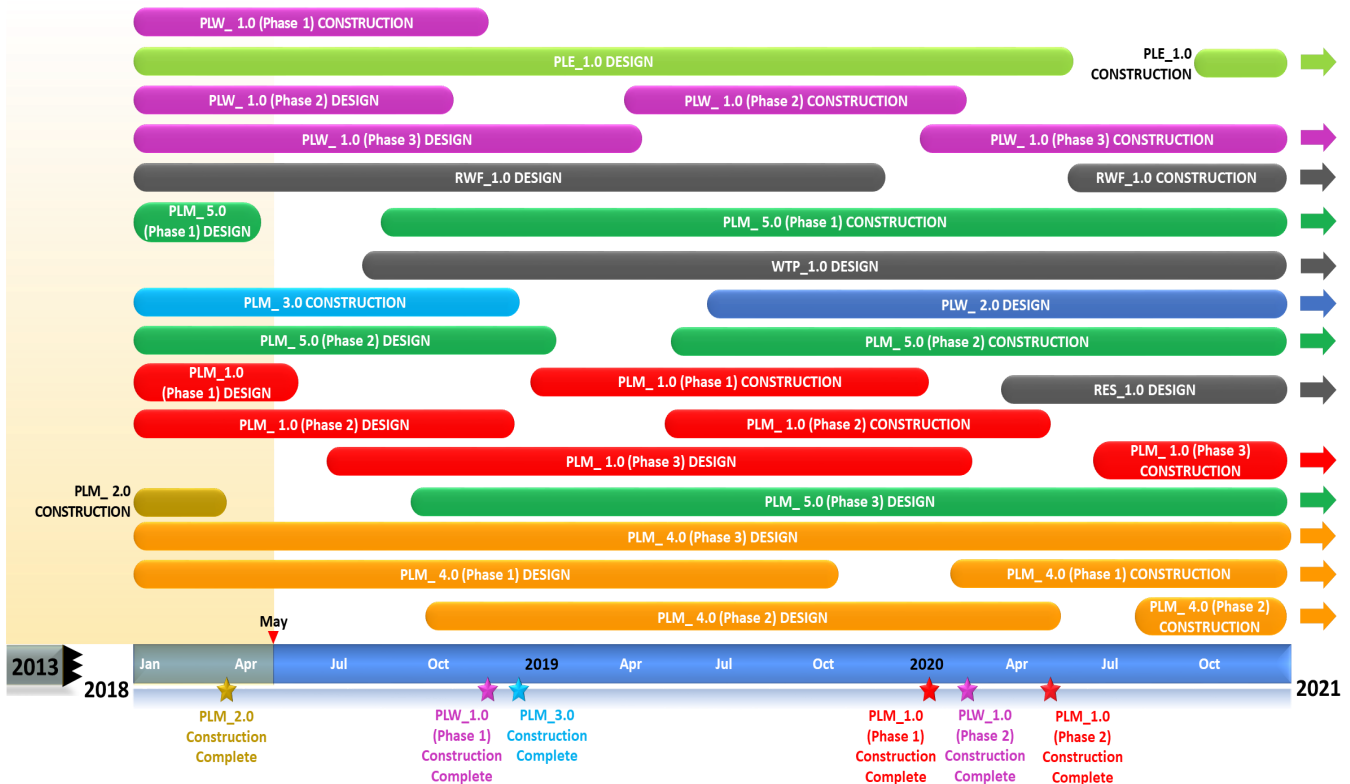 PLW_ 1.0 (Phase 1) CONSTRUCTION
PLE_1.0 DESIGN
PLE_1.0
CONSTRUCTION
PLW_ 1.0 (Phase 2) DESIGN
PLW_ 1.0 (Phase 2) CONSTRUCTION
PLW_ 1.0 (Phase 3) DESIGN
PLW_ 1.0 (Phase 3) CONSTRUCTION
RWF_1.0 DESIGN
RWF_1.0 CONSTRUCTION
PLM_ 5.0
(Phase 1) DESIGN
PLM_ 5.0 (Phase 1) CONSTRUCTION
WTP_1.0 DESIGN
PLM_ 3.0 CONSTRUCTION
PLW_ 2.0 DESIGN
PLM_ 5.0 (Phase 2) DESIGN
PLM_ 5.0 (Phase 2) CONSTRUCTION
PLM_1.0
(Phase 1) DESIGN
PLM_ 1.0 (Phase 1) CONSTRUCTION
RES_1.0 DESIGN
PLM_ 1.0 (Phase 2) DESIGN
PLM_ 1.0 (Phase 2) CONSTRUCTION
PLM_ 1.0 (Phase 3) DESIGN
PLM_ 1.0 (Phase 3)
CONSTRUCTION
PLM_ 2.0
CONSTRUCTION
PLM_ 5.0 (Phase 3) DESIGN
PLM_ 4.0 (Phase 3) DESIGN
PLM_ 4.0 (Phase 1) DESIGN
PLM_ 4.0 (Phase 1) CONSTRUCTION
PLM_ 4.0 (Phase 2) DESIGN
PLM_ 4.0 (Phase 2)
CONSTRUCTION
May
2013
2018
Jan
Apr
Jul
Oct
2019
Apr
Jul
Oct
2020
Apr
Jul
Oct
2021
PLM_2.0
Construction
Complete
PLW_1.0
(Phase 1)
Construction
Complete
PLM_3.0
Construction
Complete
PLM_1.0
(Phase 1)
Construction
Complete
PLW_1.0
(Phase 2)
Construction
Complete
PLM_1.0
(Phase 2)
Construction
Complete